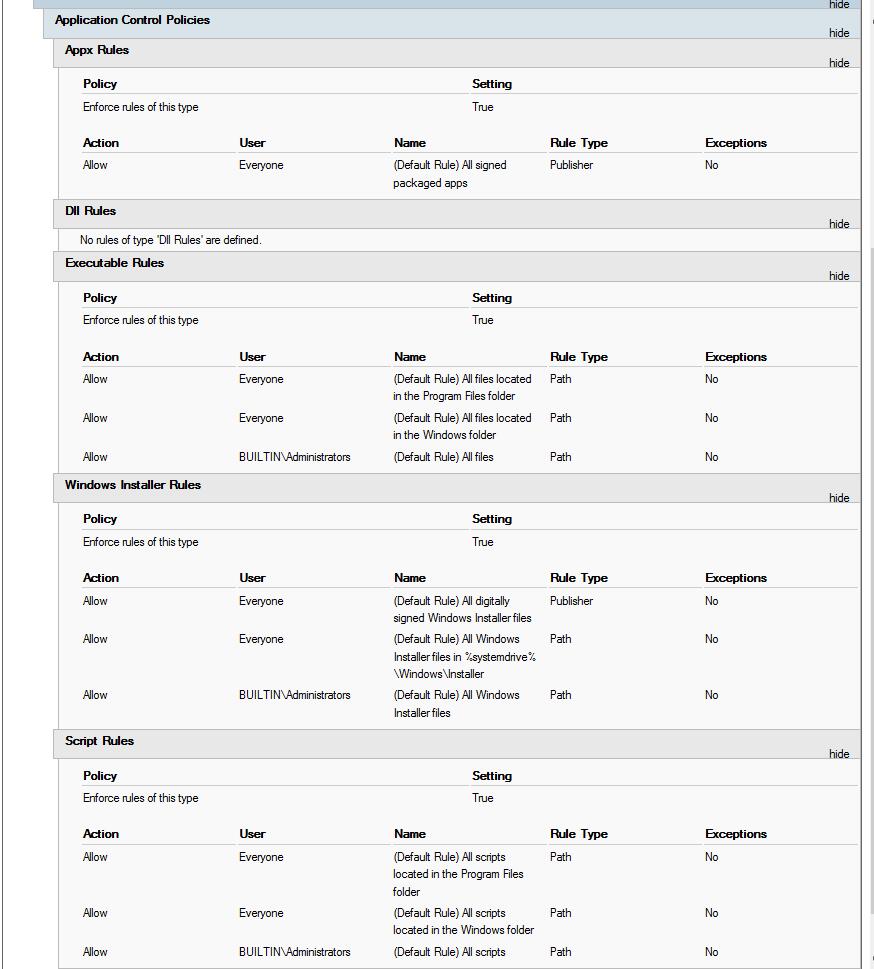 hide
Application Control Policies
hide
Appx Rules
hide
Policy Setting
Enforce rules of this type True
Action User Name Rule Type Exceptions
Allow Everyone (Default Rule) All signed Publisher No
packaged apps
Dll Rules
hide
No rules of type 'Dll Rules' are defined.
Executable Rules
hide
Policy Setting
Enforce rules of this type True
Action User Name Rule Type Exceptions
Allow Everyone (Default Rule) All files located Path No
in the Program Files folder
Allow Everyone (Default Rule) All files located Path No
in the Windows folder
Allow BUILTIN\Administrators (Default Rule) All files Path No
Windows Installer Rules
hide
Policy Setting
Enforce rules of this type True
Action User Name Rule Type Exceptions
Allow Everyone (Default Rule) All digitally Publisher No
signed Windows Installer files
Allow Everyone (Default Rule) All Windows Path No
Installer files in %systemdrive%
\Windows\Installer
Allow BUILTIN\Administrators (Default Rule) All Windows Path No
Installer files
Script Rules
hide
Policy Setting
Enforce rules of this type True
Action User Name Rule Type Exceptions
Allow Everyone (Default Rule) All scripts Path No
located in the Program Files
folder
Allow Everyone (Default Rule) All scripts Path No
located in the Windows folder
Allow BUILTIN\Administrators (Default Rule) All scripts Path No